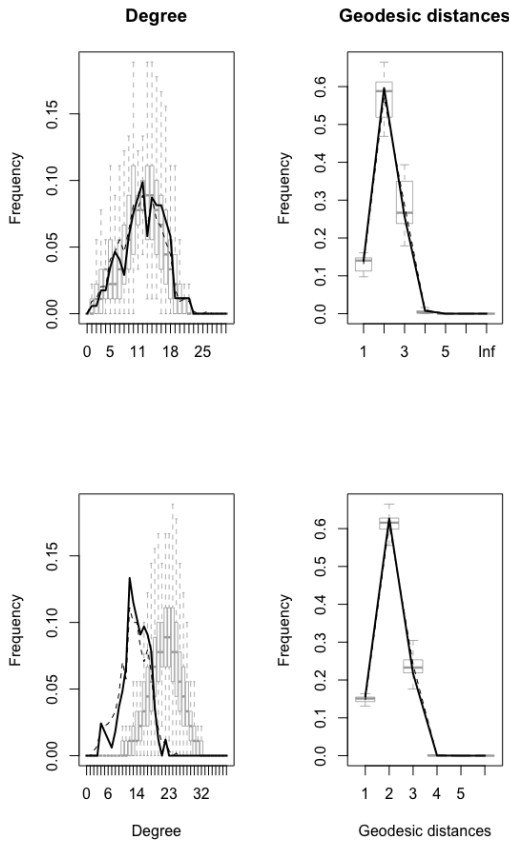 Degree
Geodesic distances
Frequency
0.00 0.05 0.10 0.15
0 5 11 18 25
Frequency
0.0 0.1 0.2 0.3 0.4 0.5 0.6
1 3 5 Inf
Frequency
0.00 0.05 0.10 0.15
0 6 14 23 32
Degree
Frequency
0.0 0.1 0.2 0.3 0.4 0.5 0.6
1 2 3 4 5
Geodesic distances